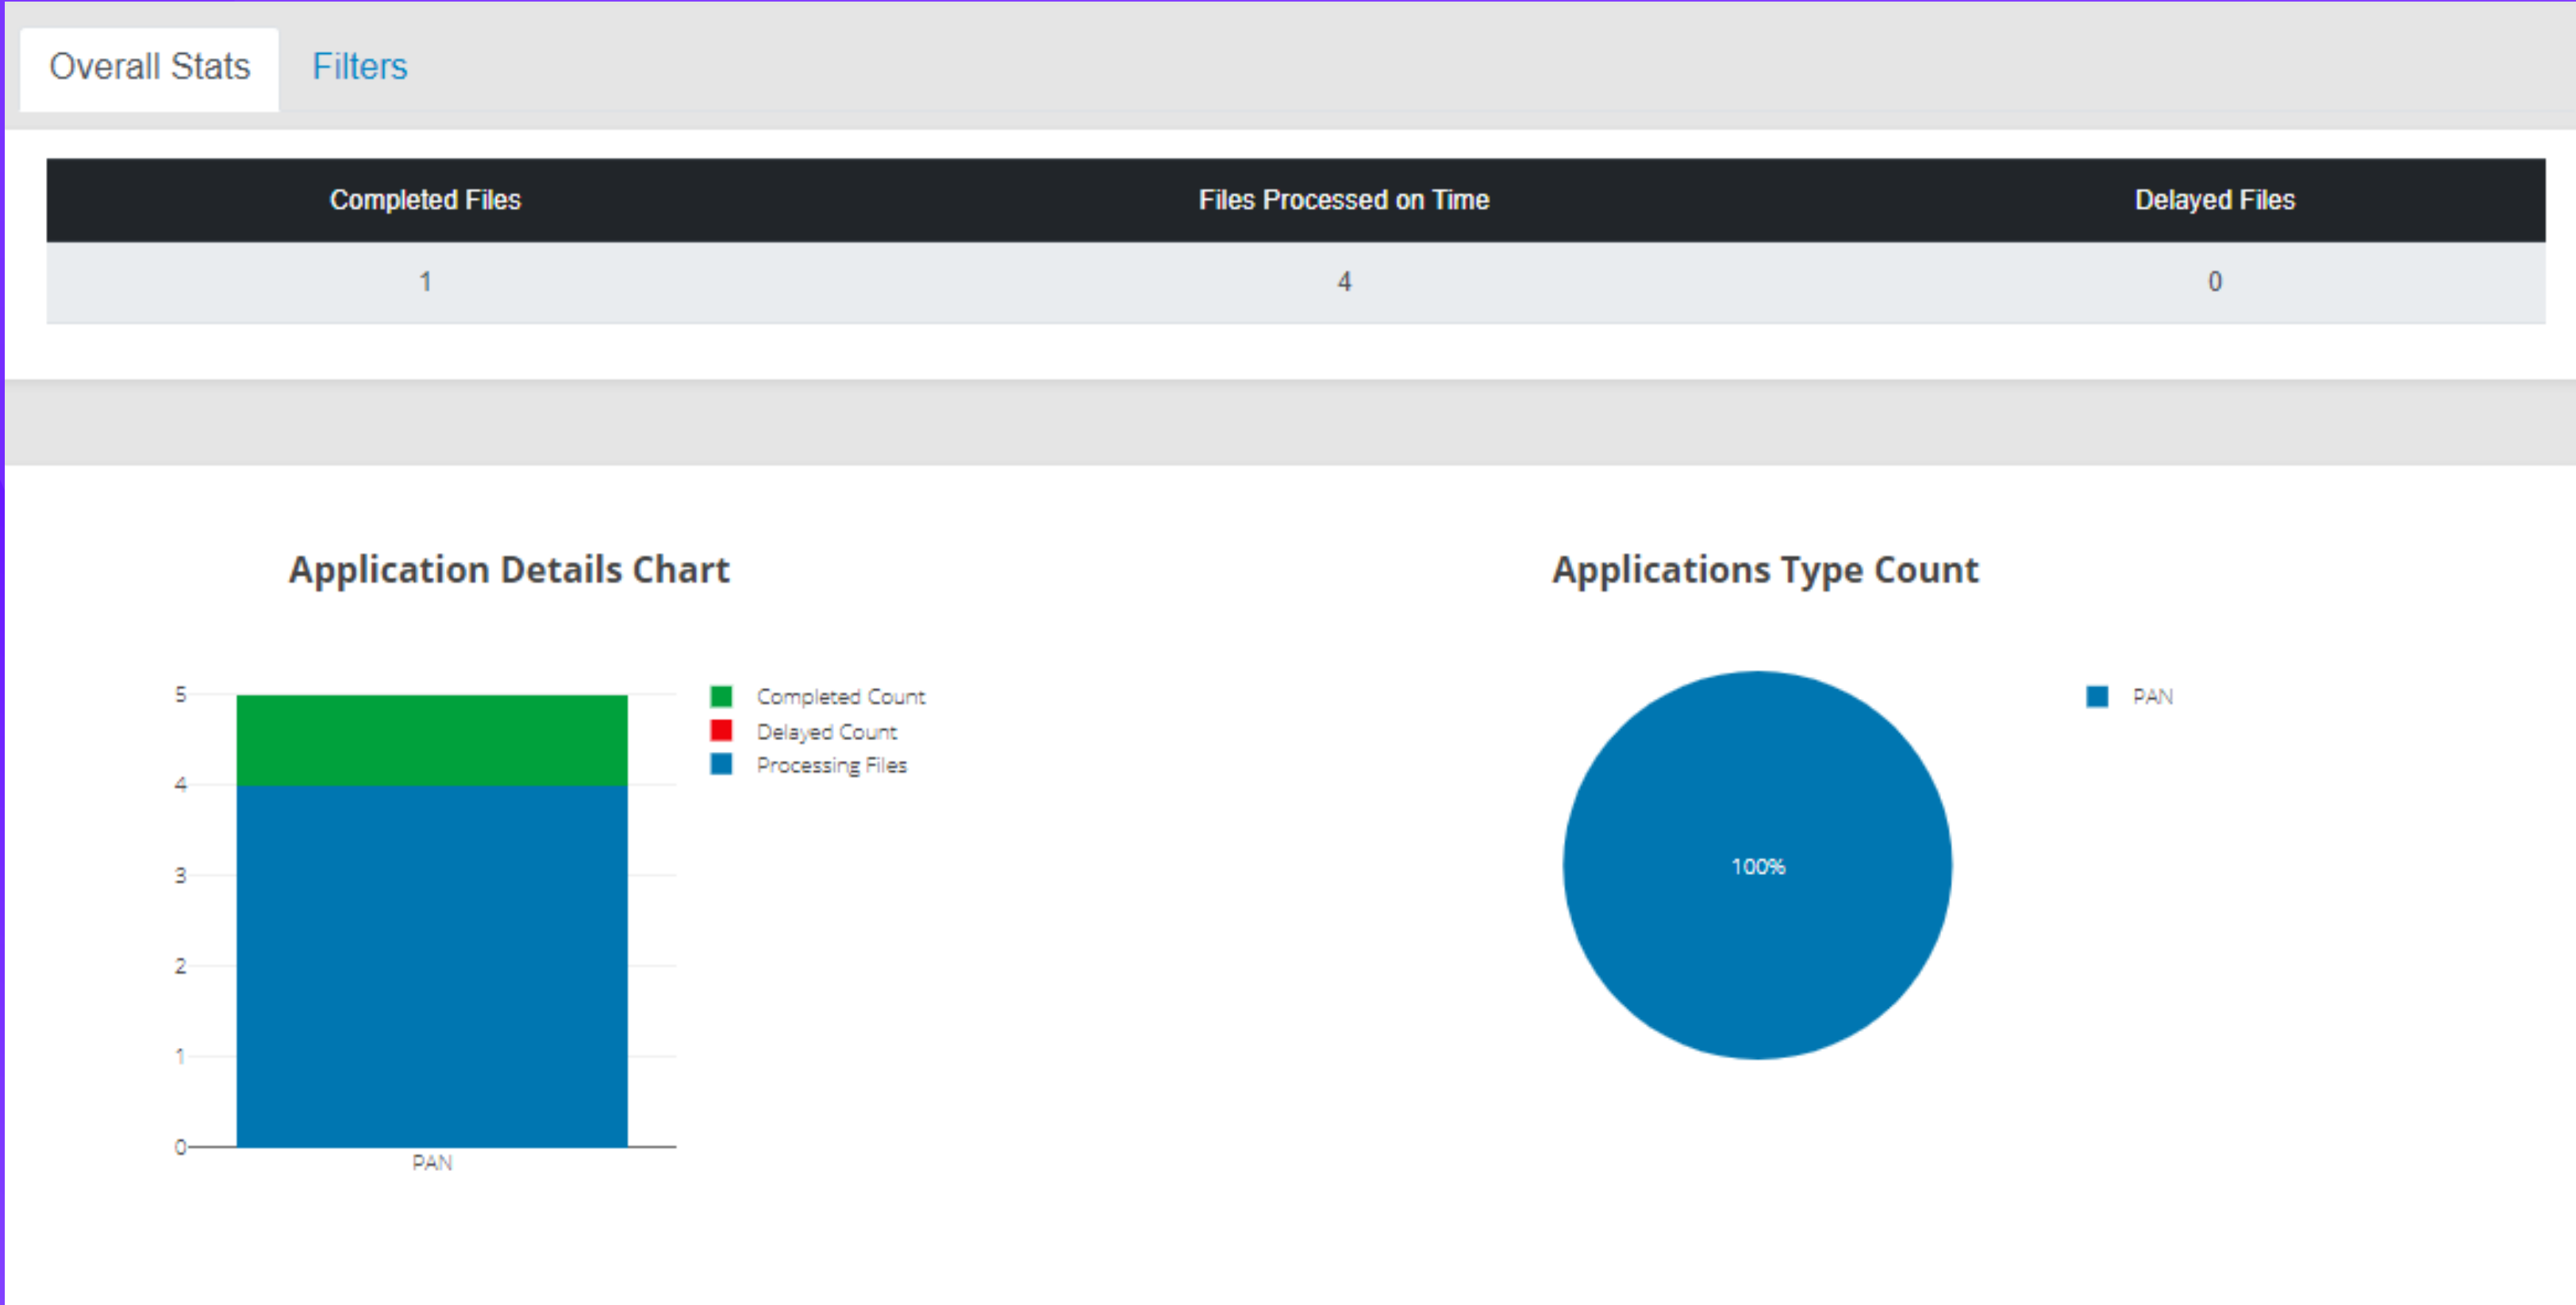 Overall Stats Filters
Completed Files Files Processed on Time Delayed Files
1 4 0
Application Details Chart
5
4
3
2
1
0
PAN
Completed Count
Delayed Count
Processing Files
Applications Type Count
100%
PAN